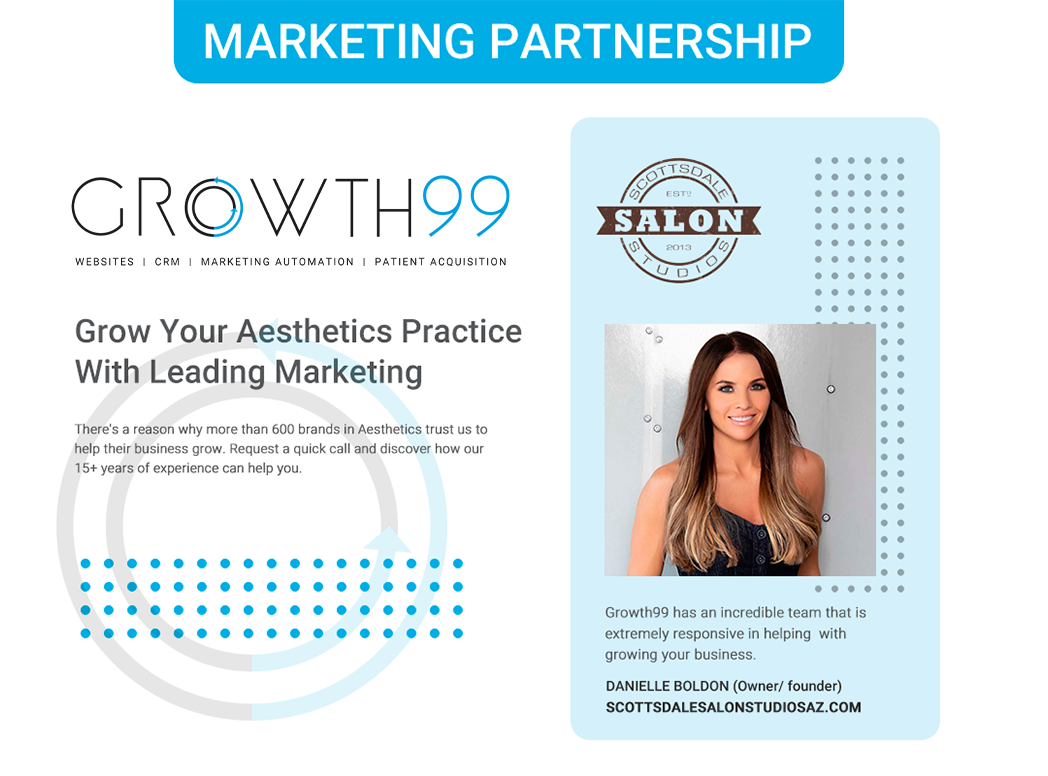 MARKETING PARTNERSHIP
GROWTH99
WEBSITES | CRM | MARKETING AUTOMATION | PATIENT ACQUISITION
Grow Your Aesthetics Practice
With Leading Marketing
There's a reason why more than 600 brands in Aesthetics trust us to
help their business grow. Request a quick call and discover how our
15+ years of experience can help you.
SCOTTSDALE
ESTD
SALON
2013
STUDIOS
Growth99 has an incredible team that is
extremely responsive in helping  with
growing your business.
DANIELLE BOLDON (Owner/ founder)
SCOTTSDALESALONSTUDIOSAZ.COM